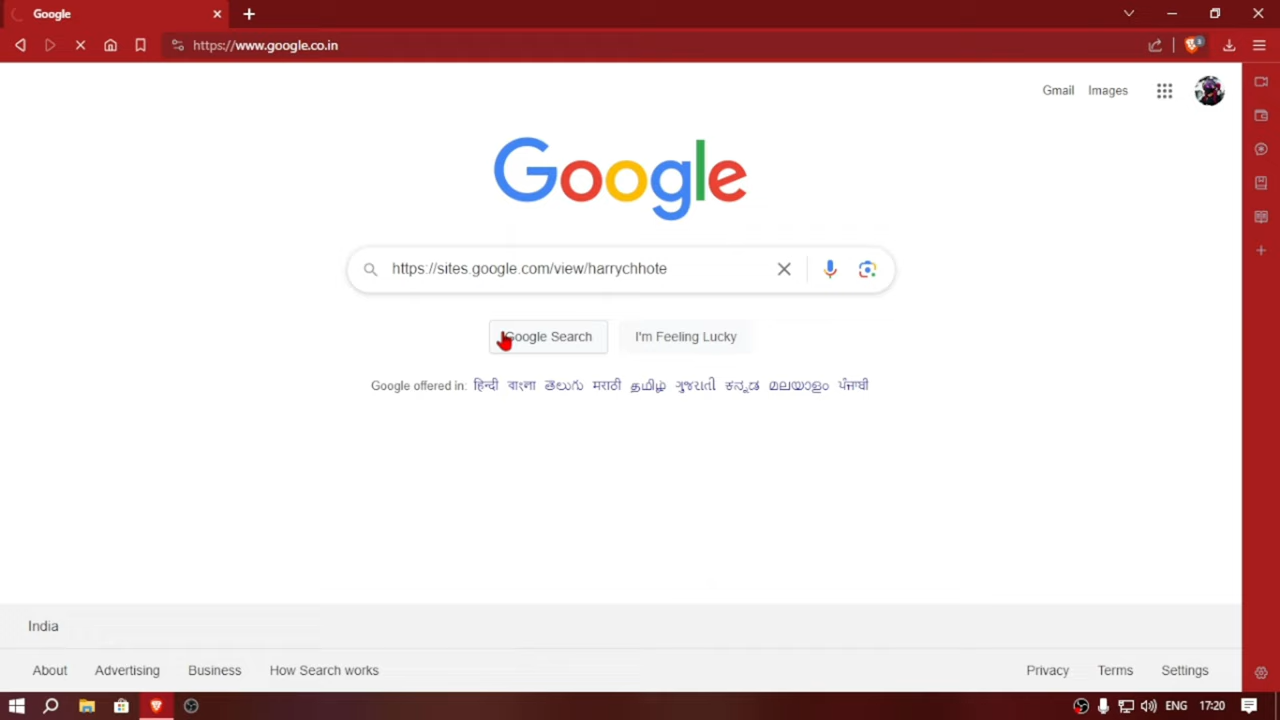 Google
https://www.google.co.in
Gmail Images
Google
https://sites.google.com/view/harrychhote
Google Search I'm Feeling Lucky
Google offered in: हिन्दी বাংলা తెలుగు मराठी தமிழ் ગુજરાતી ಕನ್ನಡ മലയാളം ਪੰਜਾਬੀ
India
About Advertising Business How Search works Privacy Terms Settings
ENG 17:20